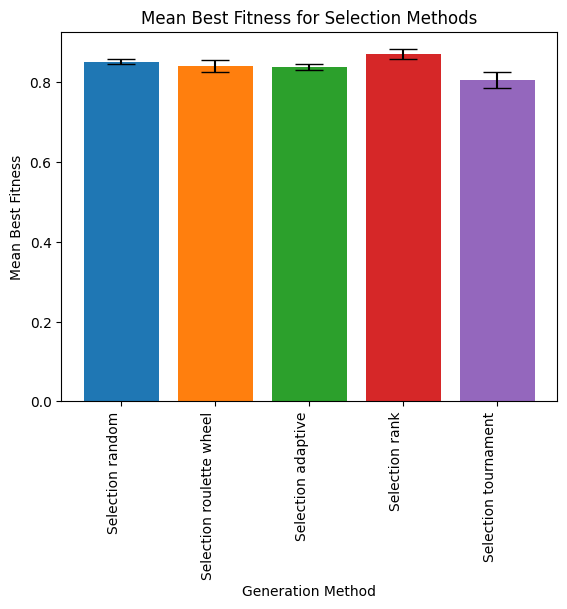 Mean Best Fitness for Selection Methods
Mean Best Fitness
0.8
0.6
0.4
0.2
0.0
Selection random
Selection roulette wheel
Selection adaptive
Selection rank
Selection tournament
Generation Method